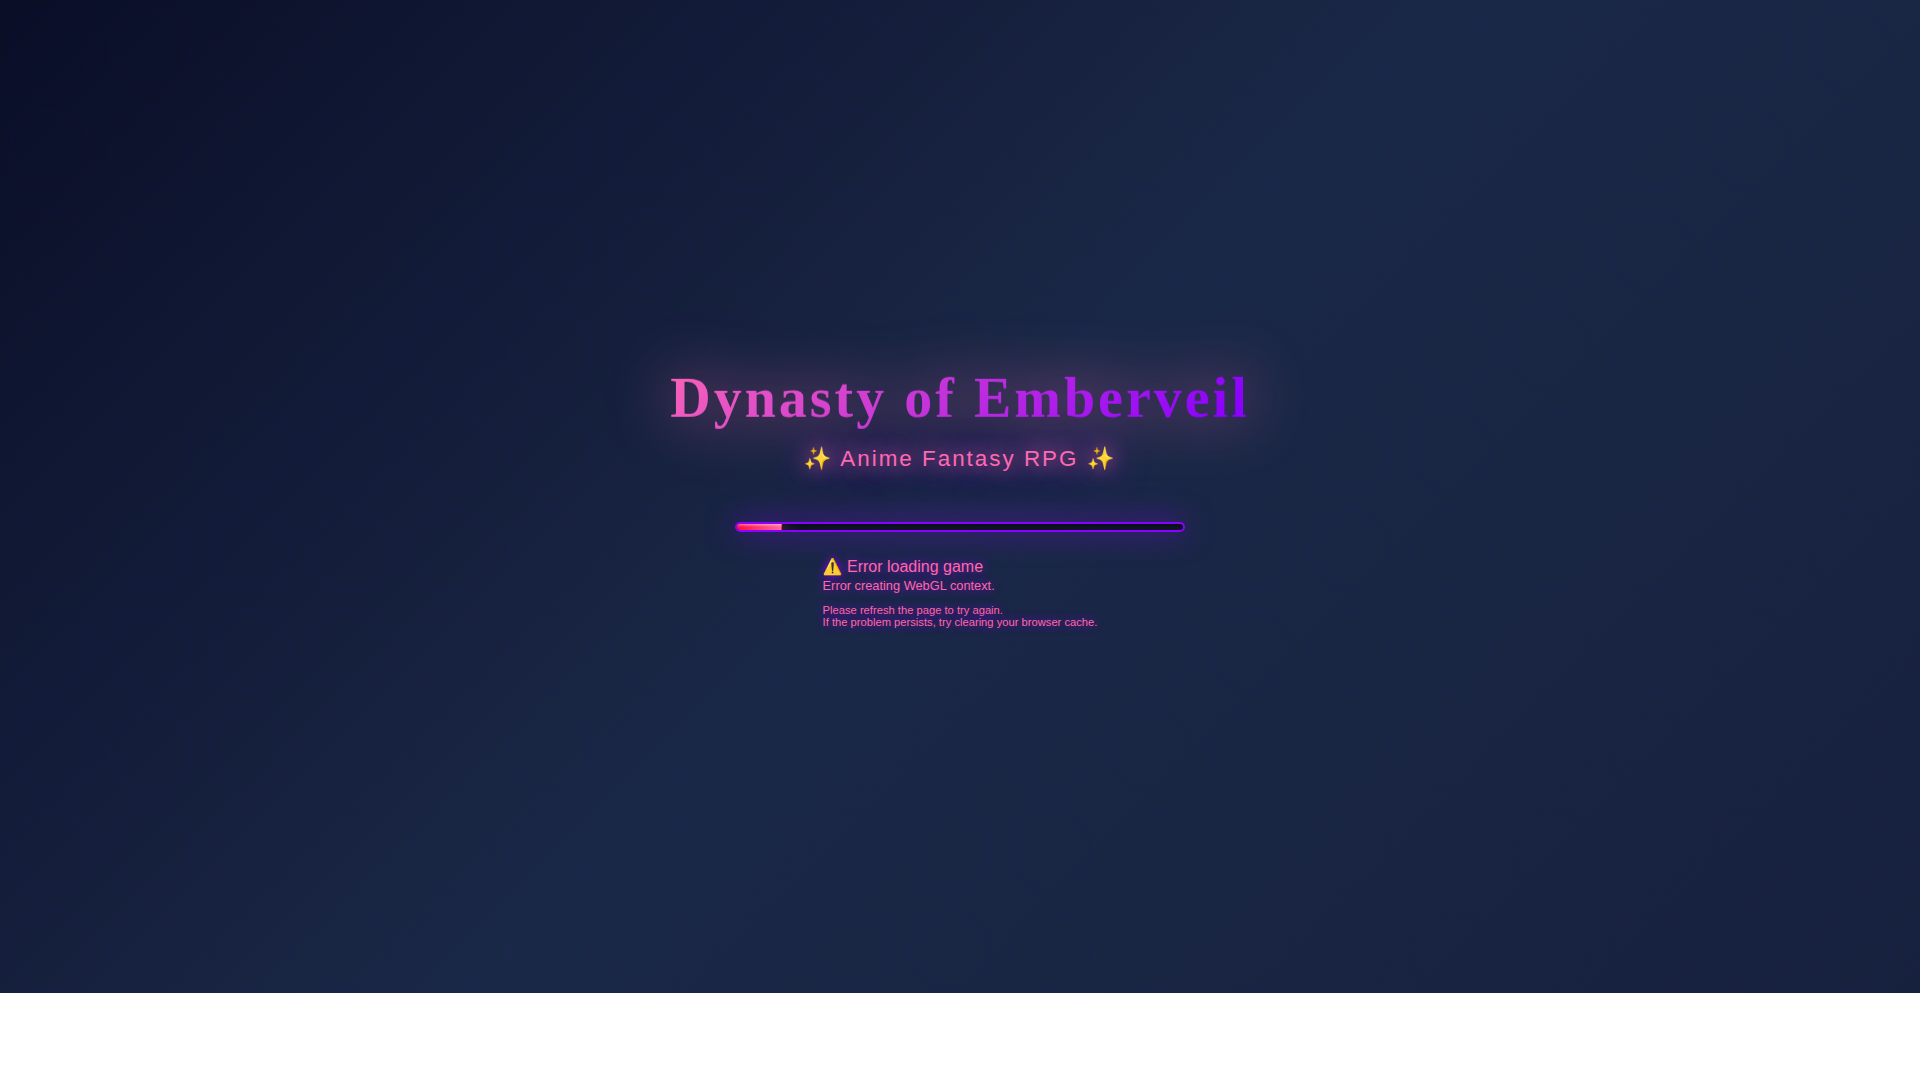 Dynasty of Emberveil
✨ Anime Fantasy RPG ✨
⚠️ Error loading game
Error creating WebGL context.
Please refresh the page to try again.
If the problem persists, try clearing your browser cache.